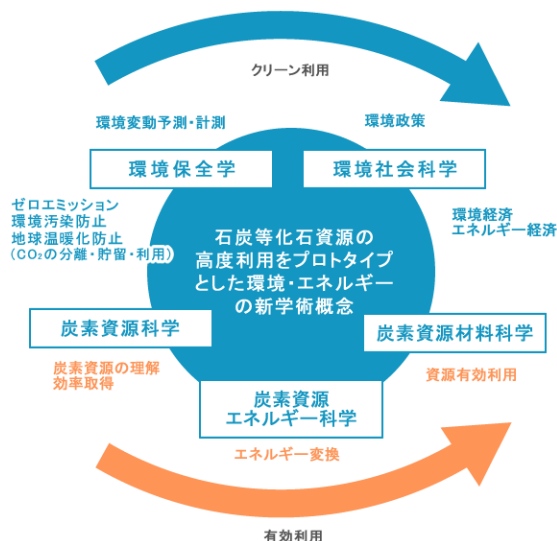 クリーン利用
環境変動予測・計測
環境政策
環境保全学
環境社会科学
ゼロエミッション
環境汚染防止
地球温暖化防止
(CO₂の分離・貯留・利用)
環境経済
エネルギー経済
石炭等化石資源の
高度利用をプロトタイプ
とした環境・エネルギー
の新学術概念
炭素資源科学
炭素資源材料科学
炭素資源の理解
効率取得
資源有効利用
炭素資源
エネルギー科学
エネルギー変換
有効利用